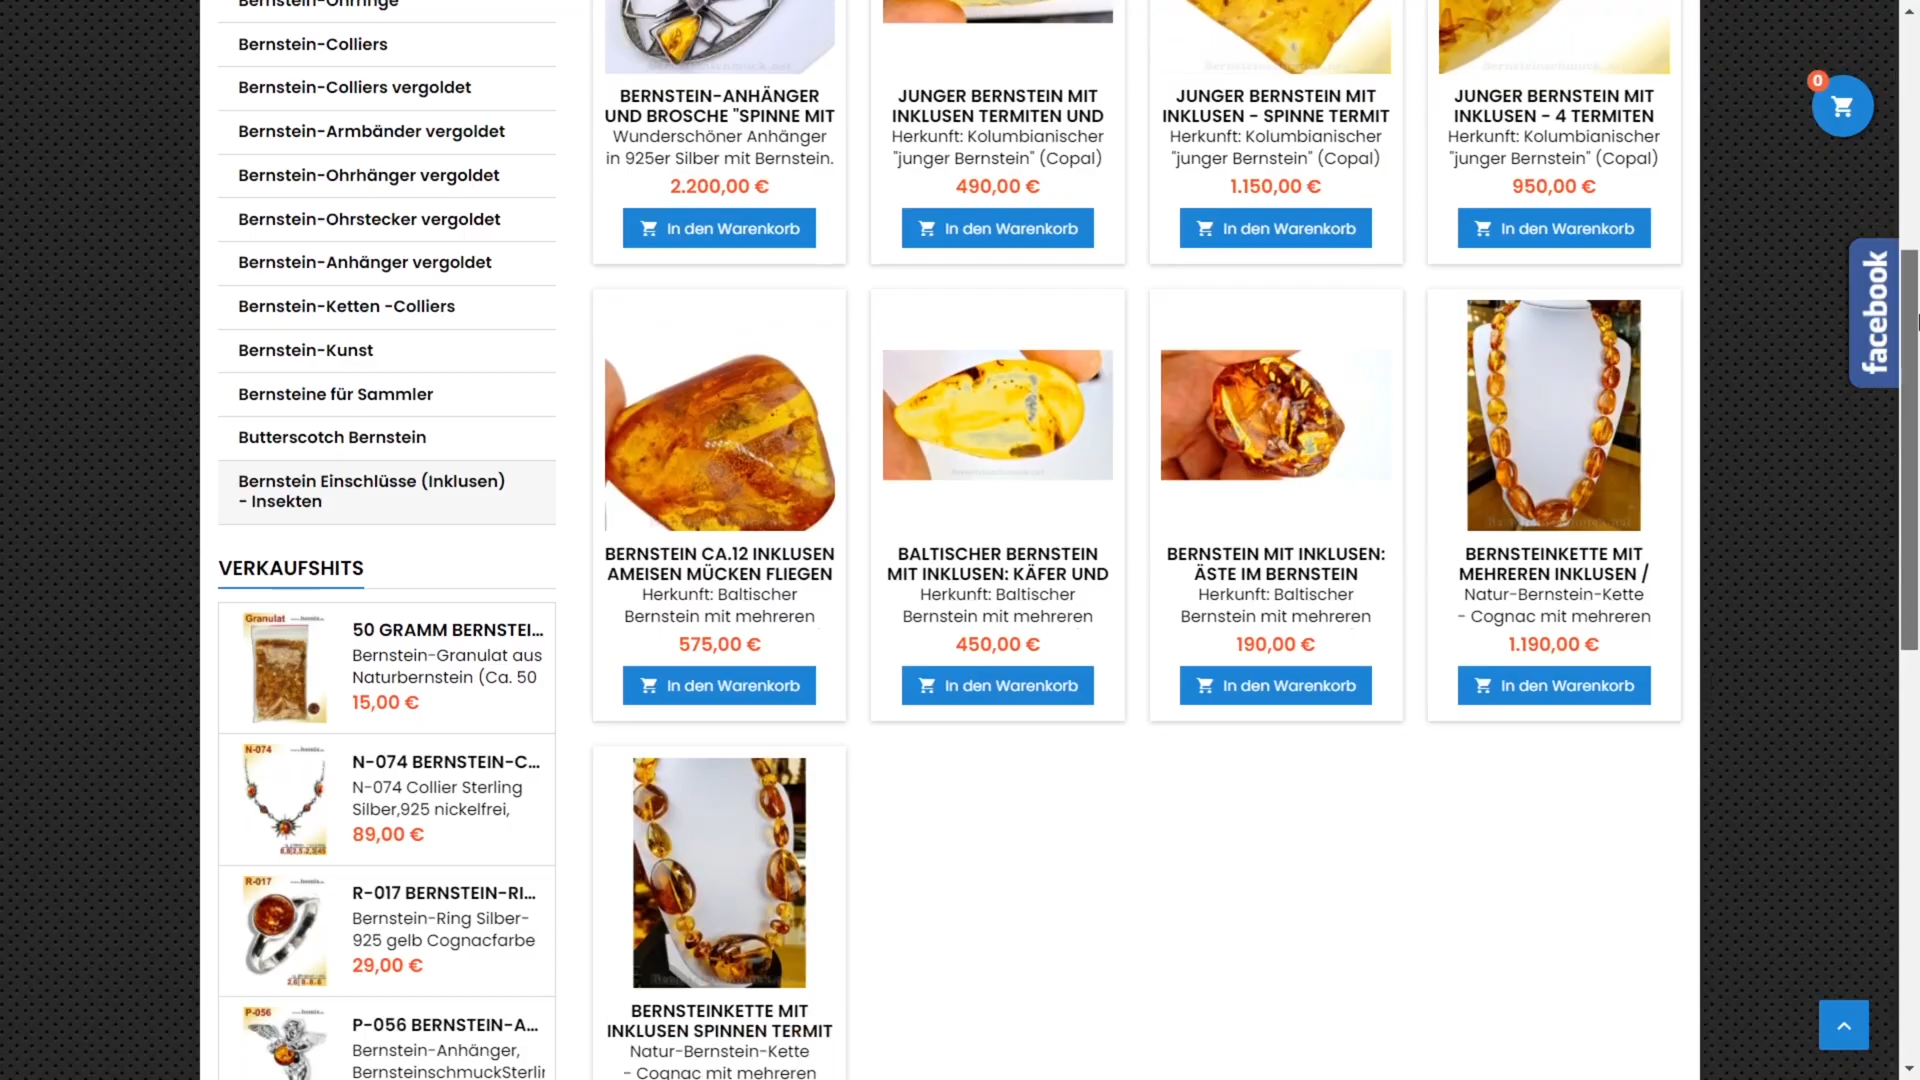 Bernstein-Ohrringe
Bernstein-Colliers
Bernstein-Colliers vergoldet
Bernstein-Armbänder vergoldet
Bernstein-Ohrhänger vergoldet
Bernstein-Ohrstecker vergoldet
Bernstein-Anhänger vergoldet
Bernstein-Ketten -Colliers
Bernstein-Kunst
Bernsteine für Sammler
Butterscotch Bernstein
Bernstein Einschlüsse (Inklusen)
- Insekten
VERKAUFSHITS
Granulat
50 GRAMM BERNSTEI...
Bernstein-Granulat aus
Naturbernstein (Ca. 50
15,00 €
N-074
N-074 BERNSTEIN-C...
N-074 Collier Sterling
Silber,925 nickelfrei,
89,00 €
R-017
R-017 BERNSTEIN-RI...
Bernstein-Ring Silber-
925 gelb Cognacfarbe
29,00 €
P-056
P-056 BERNSTEIN-A...
Bernstein-Anhänger,
BERNSTEIN-ANHÄNGER
UND BROSCHE "SPINNE MIT
Wunderschöner Anhänger
in 925er Silber mit Bernstein.
2.200,00 €
In den Warenkorb
JUNGER BERNSTEIN MIT
INKLUSEN TERMITEN UND
Herkunft: Kolumbianischer
"junger Bernstein" (Copal)
490,00 €
In den Warenkorb
JUNGER BERNSTEIN MIT
INKLUSEN - SPINNE TERMIT
Herkunft: Kolumbianischer
"junger Bernstein" (Copal)
1.150,00 €
In den Warenkorb
JUNGER BERNSTEIN MIT
INKLUSEN - 4 TERMITEN
Herkunft: Kolumbianischer
"junger Bernstein" (Copal)
950,00 €
In den Warenkorb
BERNSTEIN CA.12 INKLUSEN
AMEISEN MÜCKEN FLIEGEN
Herkunft: Baltischer
Bernstein mit mehreren
575,00 €
In den Warenkorb
BALTISCHER BERNSTEIN
MIT INKLUSEN: KÄFER UND
Herkunft: Baltischer
Bernstein mit mehreren
450,00 €
In den Warenkorb
BERNSTEIN MIT INKLUSEN:
ÄSTE IM BERNSTEIN
Herkunft: Baltischer
Bernstein mit mehreren
190,00 €
In den Warenkorb
BERNSTEINKETTE MIT
MEHREREN INKLUSEN /
Natur-Bernstein-Kette
- Cognac mit mehreren
1.190,00 €
In den Warenkorb
BERNSTEINKETTE MIT
INKLUSEN SPINNEN TERMIT
Natur-Bernstein-Kette
- Cognac mit mehreren
0
facebook